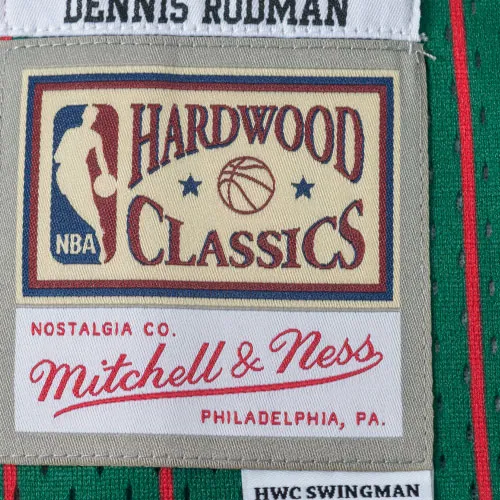 DENNIS RODMAN
HARDWOOD
CLASSICS
NBA
NOSTALGIA CO.
Mitchell & Ness
PHILADELPHIA, PA.
HWC SWINGMAN